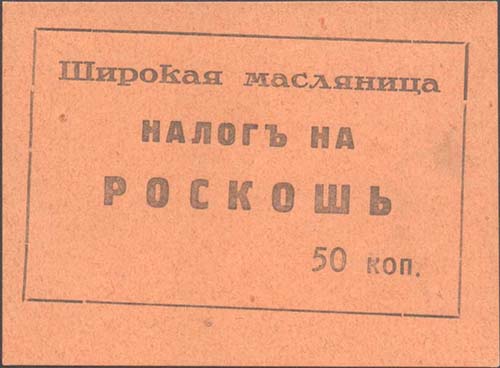 Широкая масляница
НАЛОГЪ НА
РОСКОШЬ
50 коп.